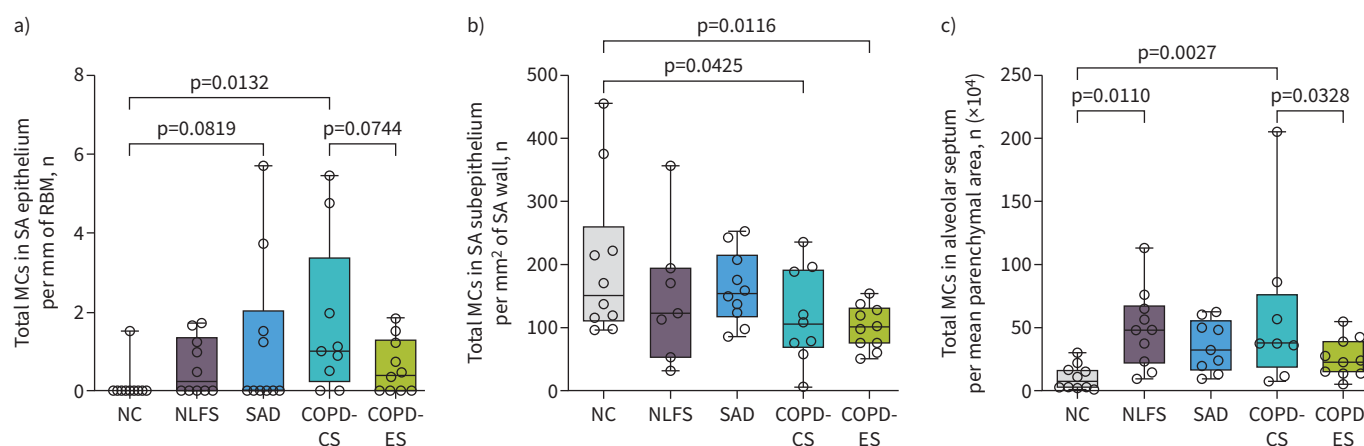 a)
p=0.0132
p=0.0819
p=0.0744
Total MCs in SA epithelium
per mm of RBM, n
8
6
4
2
0
NC
NLFS
SAD
COPD-
CS
COPD-
ES
b)
p=0.0116
p=0.0425
Total MCs in SA subepithelium
per mm² of SA wall, n
500
400
300
200
100
0
NC
NLFS
SAD
COPD-
CS
COPD-
ES
c)
p=0.0027
p=0.0110
p=0.0328
Total MCs in alveolar septum
per mean parenchymal area, n (×10⁴)
250
200
150
100
50
0
NC
NLFS
SAD
COPD-
CS
COPD
ES